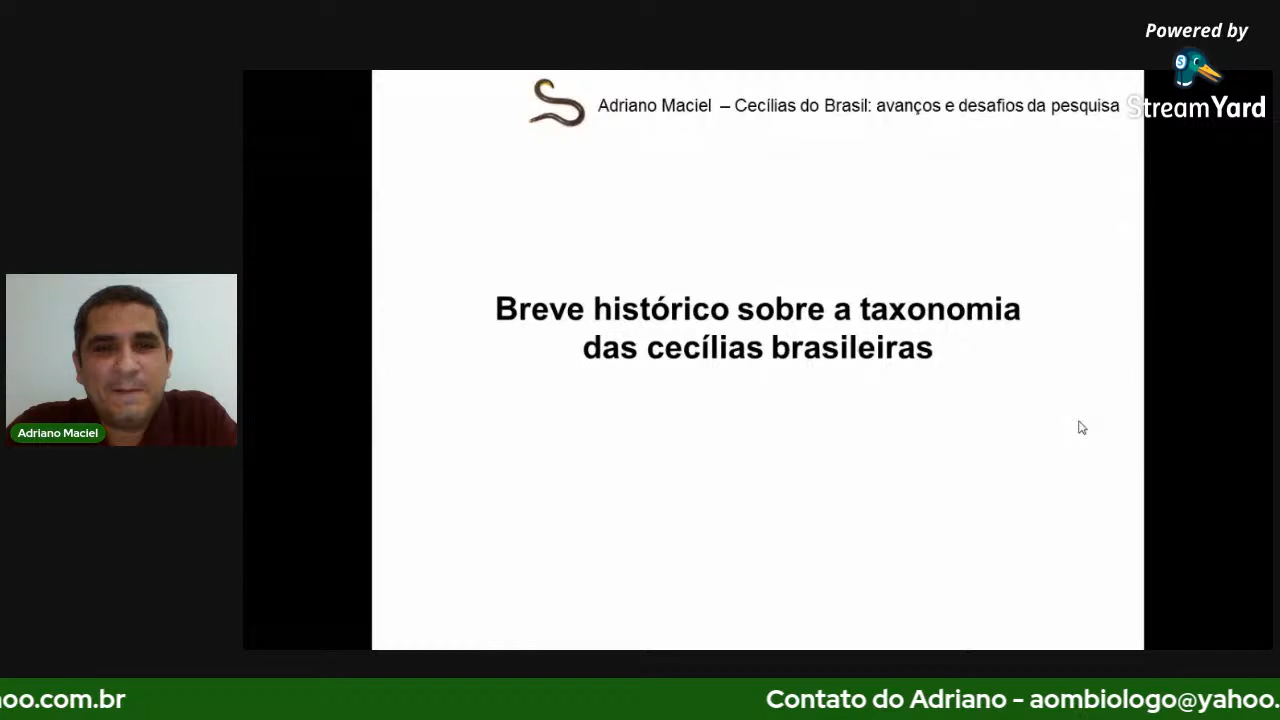 Powered by
StreamYard
Adriano Maciel – Cecílias do Brasil: avanços e desafios da pesquisa
Breve histórico sobre a taxonomia
das cecílias brasileiras
Adriano Maciel
oo.com.br
Contato do Adriano - aombiologo@yahoo.